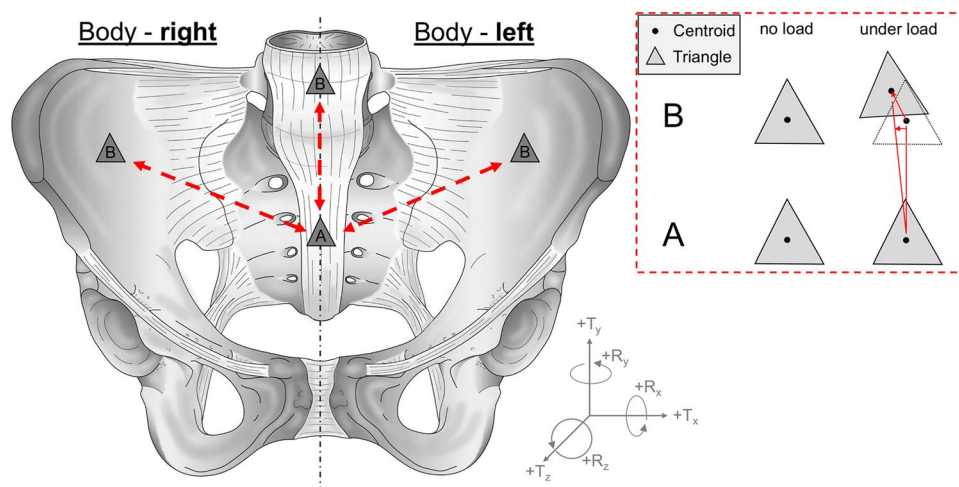 Body - right
Body - left
B
B
B
A
Centroid
Triangle
no load
under load
B
A
+Ty
+Ry
+Rx
+Tx
+Rz
+Tz